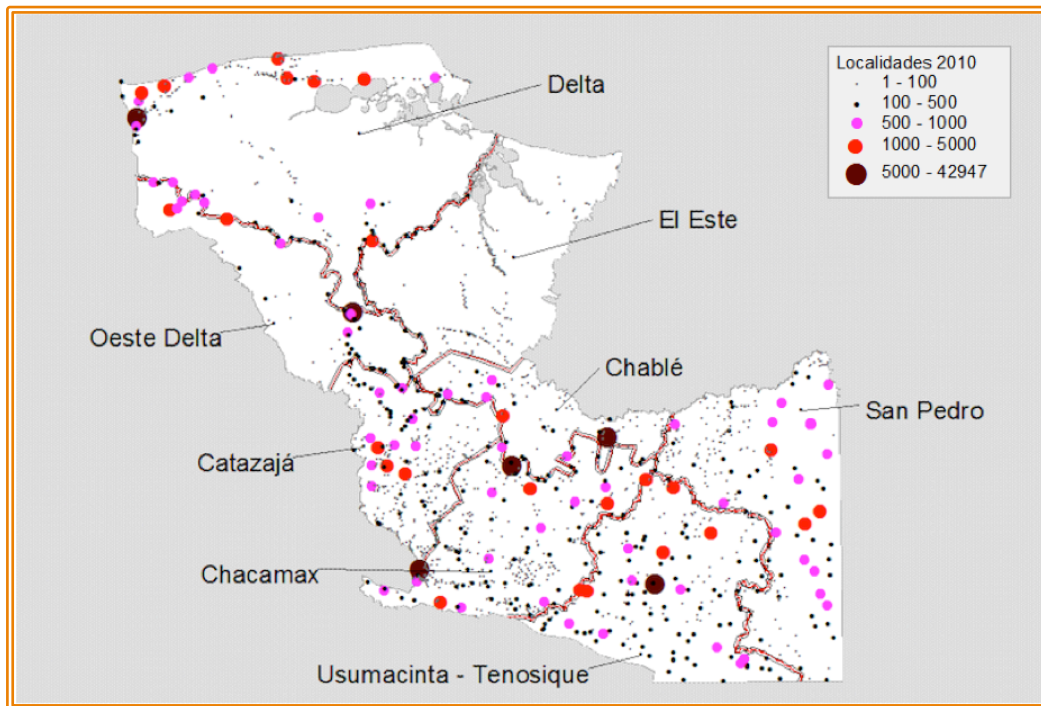 Localidades 2010
1 - 100
100 - 500
500 - 1000
1000 - 5000
5000 - 42947
Delta
El Este
Oeste Delta
Chablé
San Pedro
Catazajá
Chacamax
Usumacinta - Tenosique